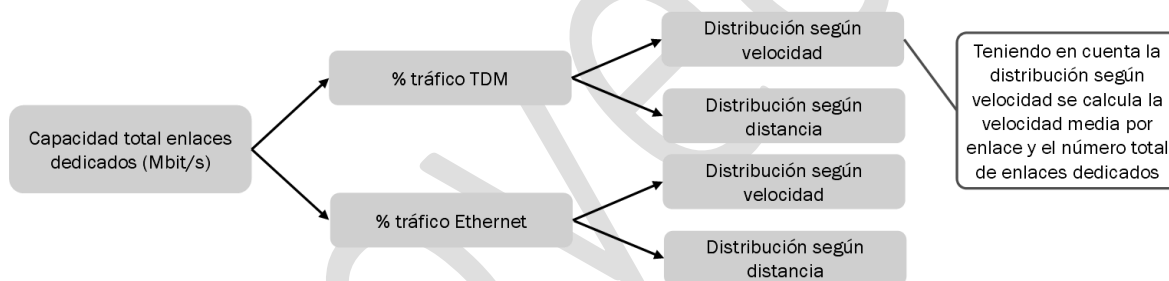 Capacidad total enlaces
dedicados (Mbit/s)
% tráfico TDM
% tráfico Ethernet
Distribución según
velocidad
Distribución según
distancia
Distribución según
velocidad
Distribución según
distancia
Teniendo en cuenta la
distribución según
velocidad se calcula la
velocidad media por
enlace y el número total
de enlaces dedicados